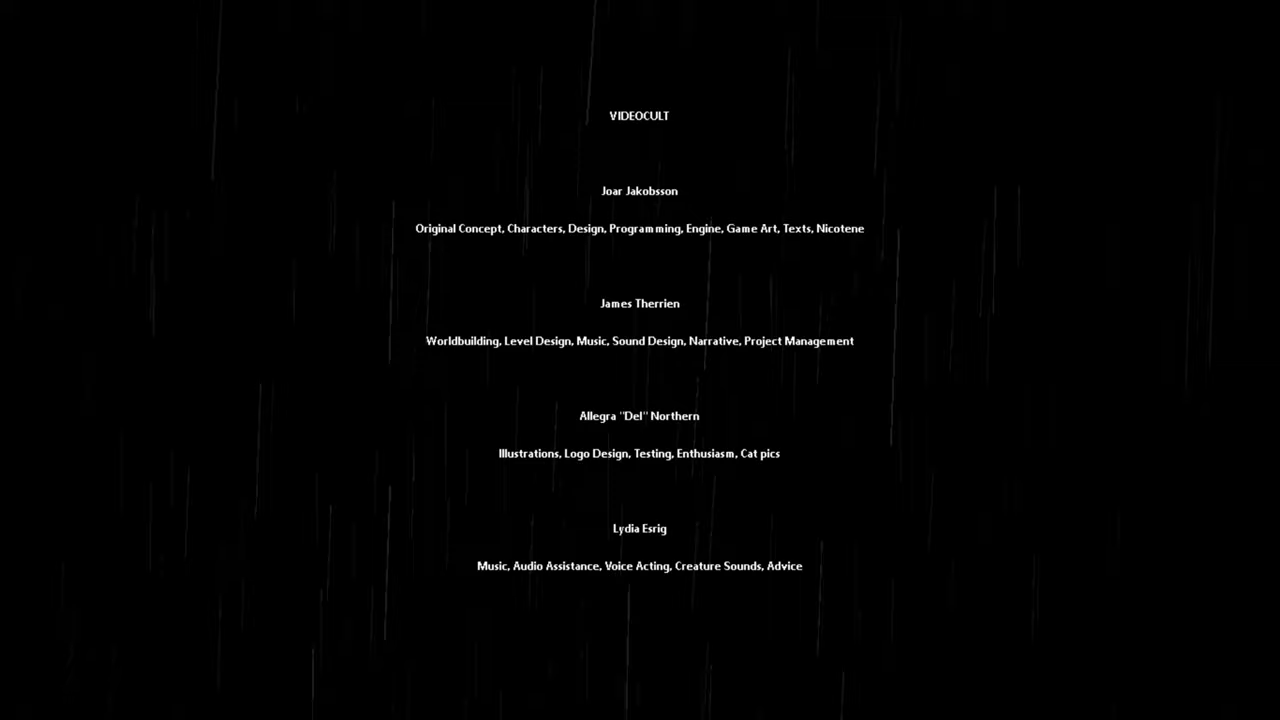 VIDEOCULT
Joar Jakobsson
Original Concept, Characters, Design, Programming, Engine, Game Art, Texts, Nicotene
James Therrien
Worldbuilding, Level Design, Music, Sound Design, Narrative, Project Management
Allegra "Del" Northern
Illustrations, Logo Design, Testing, Enthusiasm, Cat pics
Lydia Esrig
Music, Audio Assistance, Voice Acting, Creature Sounds, Advice